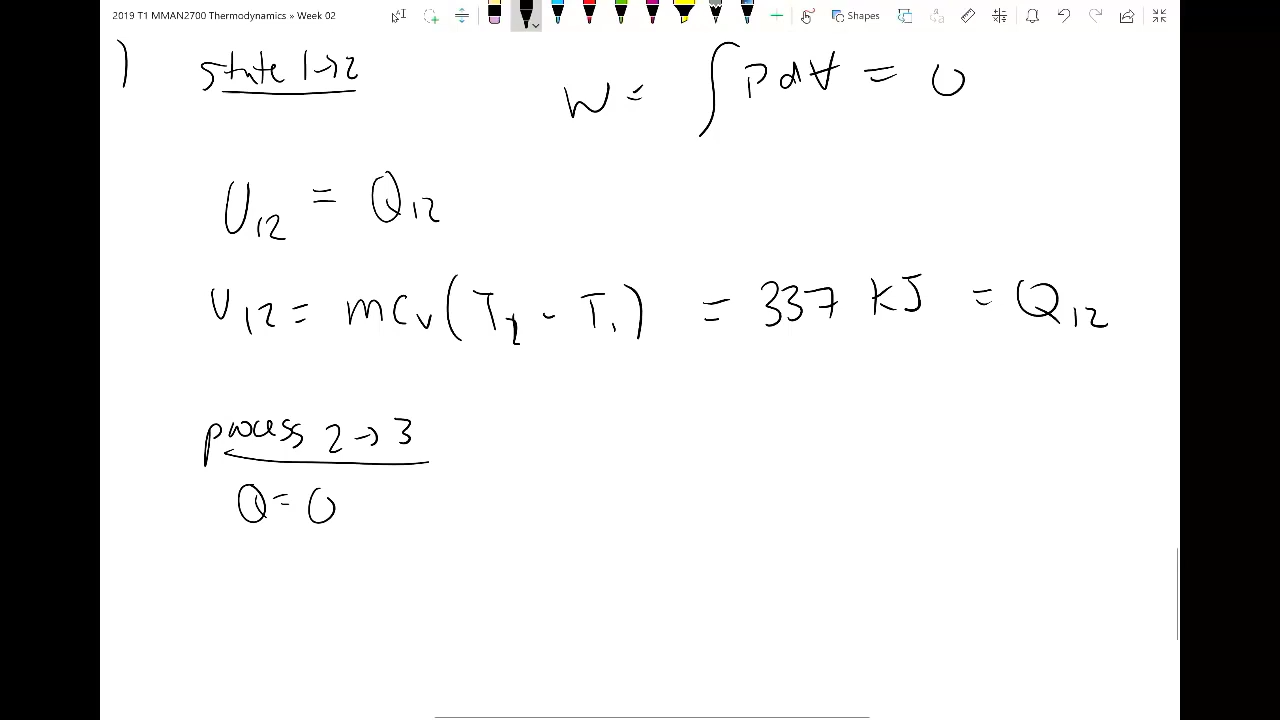 2019 T1 MMAN2700 Thermodynamics » Week 02
Shapes
) state 1→2
W = ∫ P dV = 0
U12 = Q12
U12 = mCv(T2 - T1) = 337 KJ = Q12
process 2→3
Q = 0